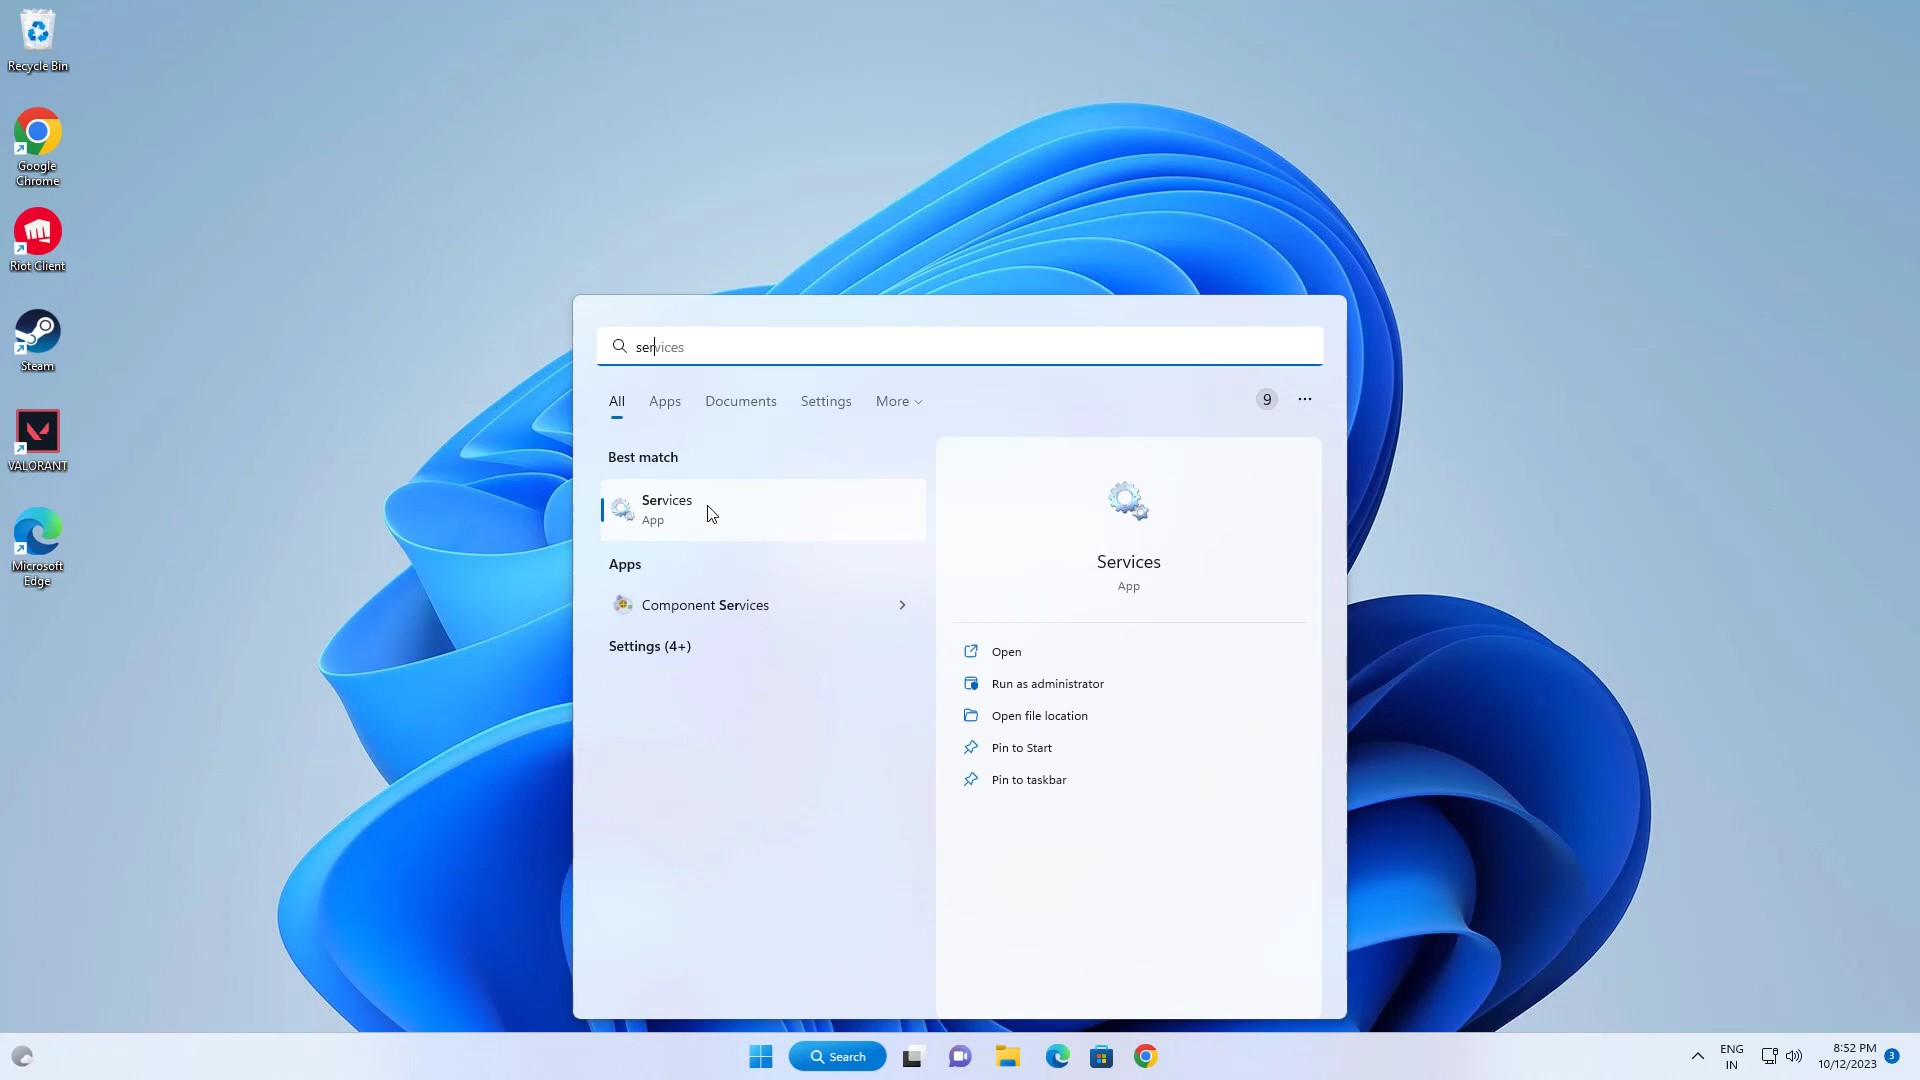 Recycle Bin
Google
Chrome
Riot Client
Steam
VALORANT
Microsoft
Edge
services
All Apps Documents Settings More
9
Best match
Services
App
Apps
Component Services
Settings (4+)
Services
App
Open
Run as administrator
Open file location
Pin to Start
Pin to taskbar
Search
ENG
IN
8:52 PM
10/12/2023
3